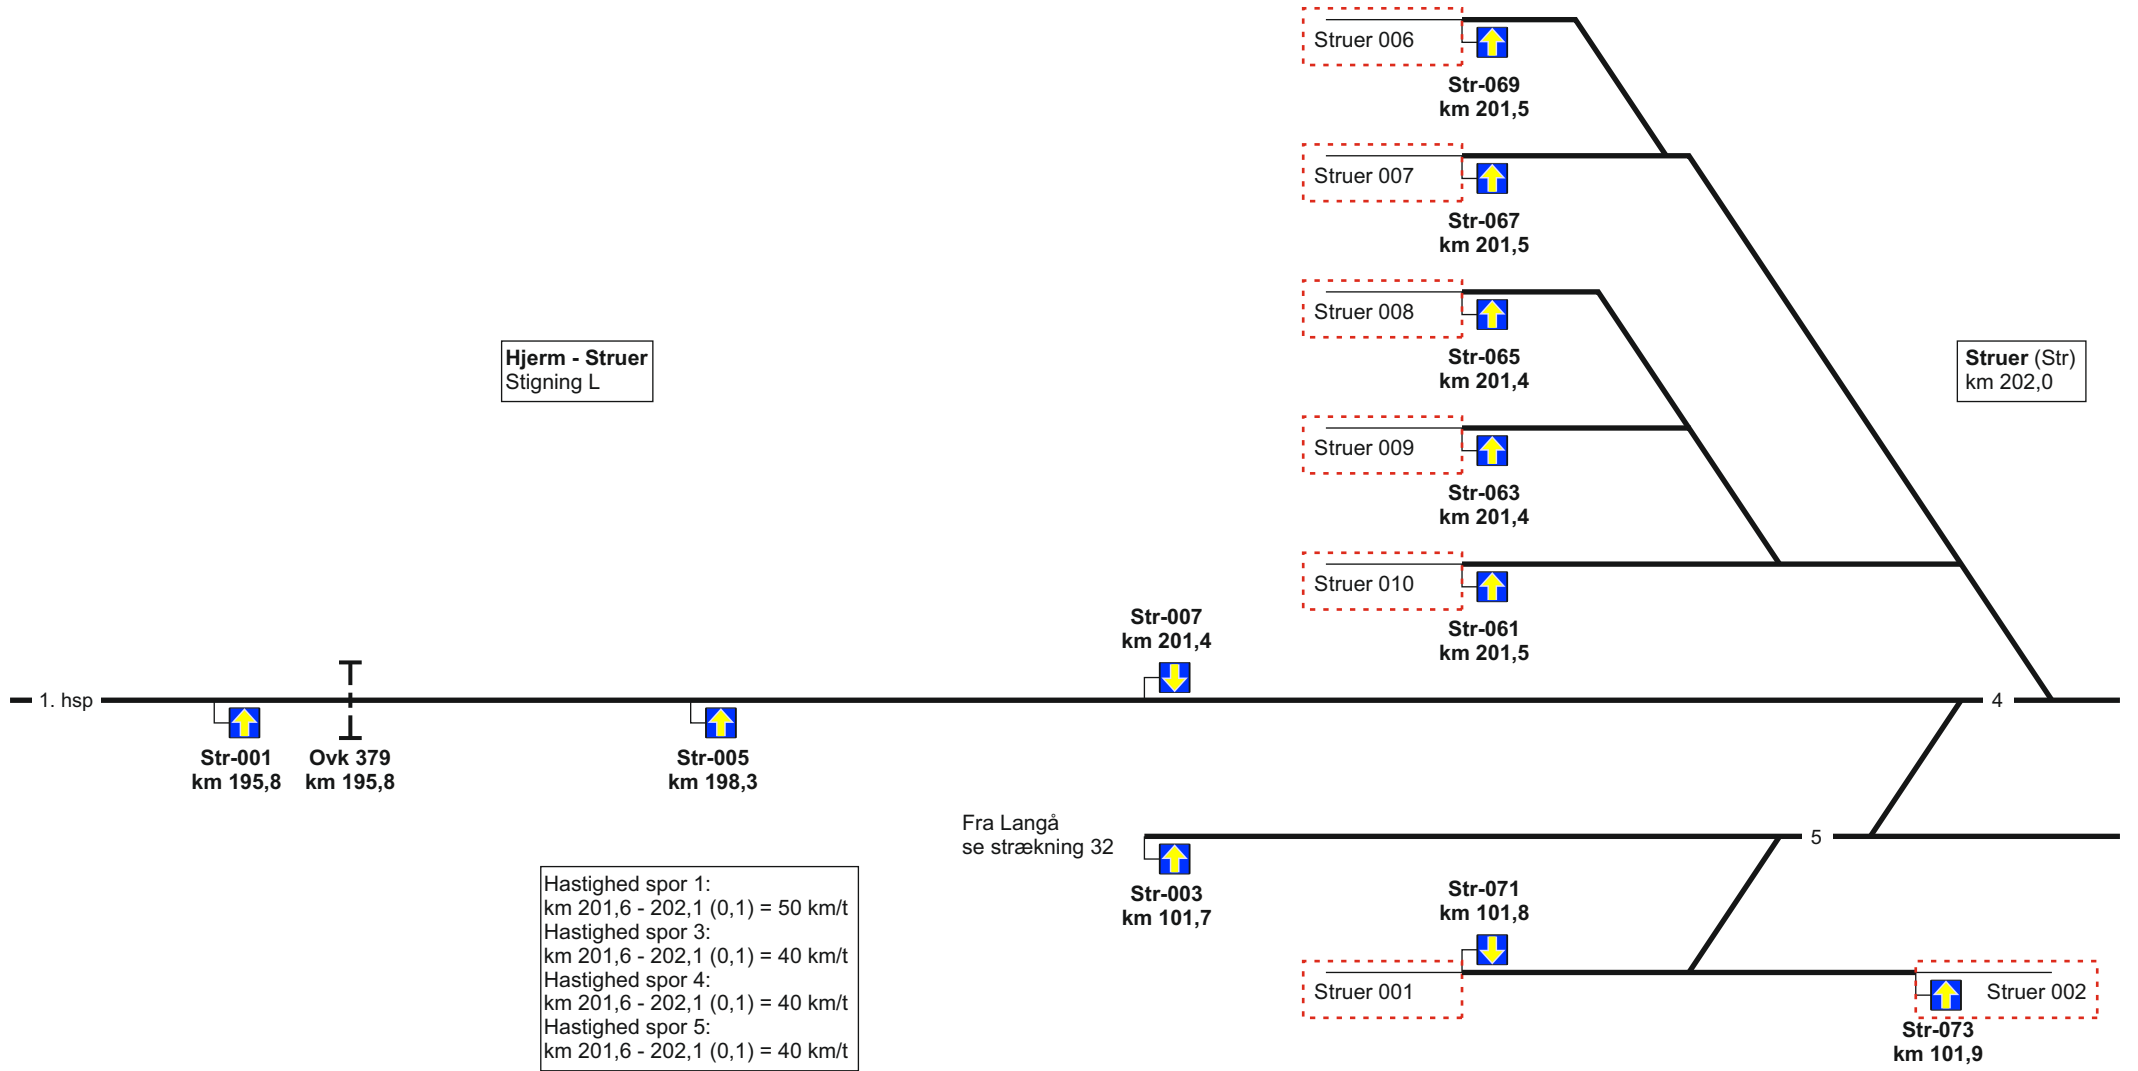 Struer 006
Str-069
km 201,5
Struer 007
Str-067
km 201,5
Struer 008
Str-065
km 201,4
Hjerm - Struer
Stigning L
Struer (Str)
km 202,0
Struer 009
Str-063
km 201,4
Struer 010
Str-061
km 201,5
Str-007
km 201,4
1. hsp
4
Str-001
km 195,8
Ovk 379
km 195,8
Str-005
km 198,3
Fra Langå
se strækning 32
5
Str-003
km 101,7
Str-071
km 101,8
Hastighed spor 1:
km 201,6 - 202,1 (0,1) = 50 km/t
Hastighed spor 3:
km 201,6 - 202,1 (0,1) = 40 km/t
Hastighed spor 4:
km 201,6 - 202,1 (0,1) = 40 km/t
Hastighed spor 5:
km 201,6 - 202,1 (0,1) = 40 km/t
Struer 001
Struer 002
Str-073
km 101,9